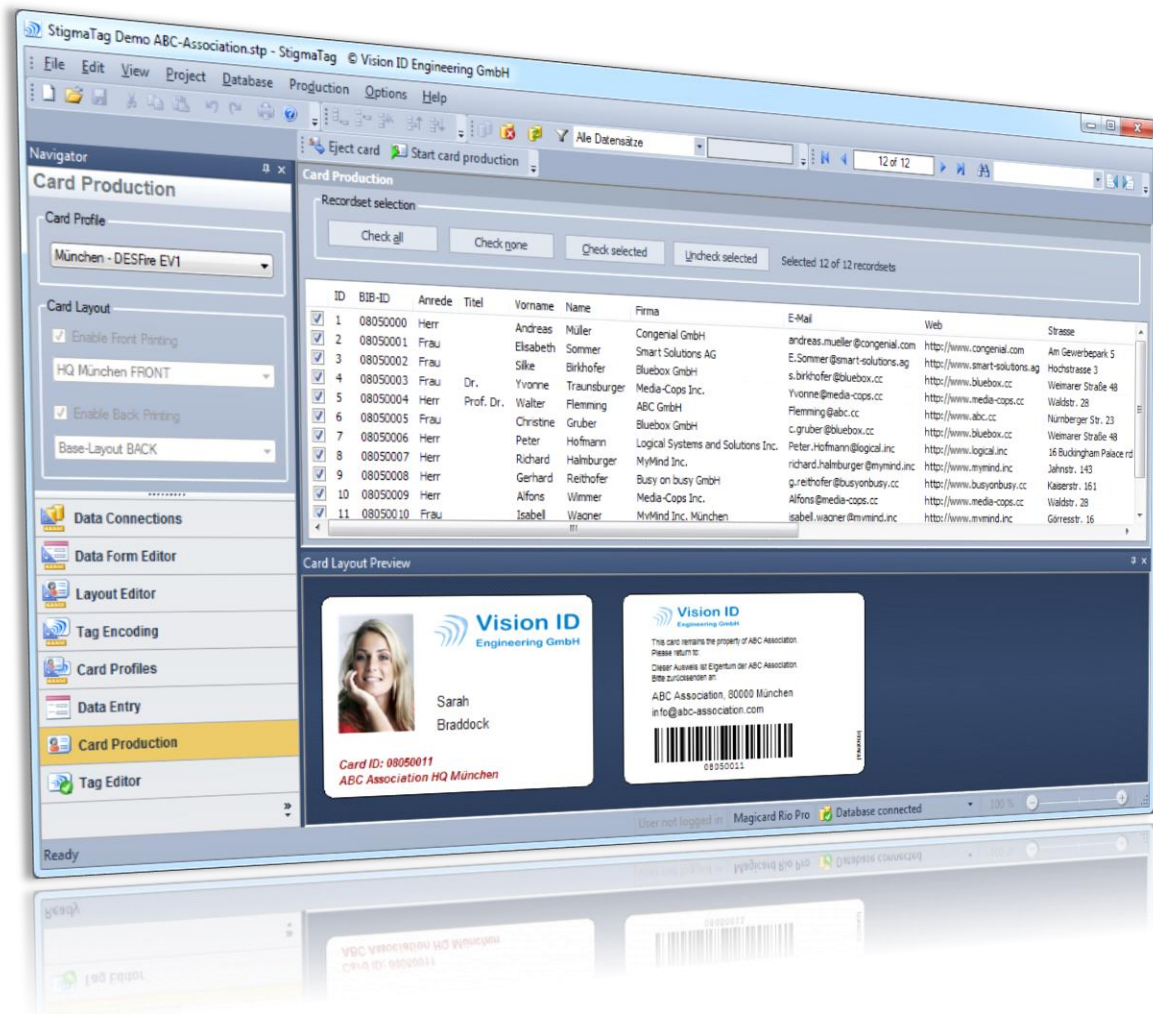 StigmaTag Demo ABC-Association.stp - StigmaTag © Vision ID Engineering GmbH
File Edit View Project Database Production Options Help
Alle Datensätze
12 of 12
Eject card Start card production
Navigator
Card Production
Card Profile
München - DESFire EV1
Card Layout
Enable Front Printing
HQ München FRONT
Enable Back Printing
Base-Layout BACK
Data Connections
Data Form Editor
Layout Editor
Tag Encoding
Card Profiles
Data Entry
Card Production
Tag Editor
Card Production
Recordset selection
Check all Check none Check selected Uncheck selected Selected 12 of 12 recordsets
ID BIB-ID Anrede Titel Vorname Name Firma E-Mail Web Strasse
1 08050000 Herr Andreas Müller Congenial GmbH andreas.mueller@congenial.com http://www.congenial.com Am Gewerbepark 5
2 08050001 Frau Elisabeth Sommer Smart Solutions AG E.Sommer@smart-solutions.ag http://www.smart-solutions.ag Hochstrasse 3
3 08050002 Frau Silke Birkhofer Bluebox GmbH s.birkhofer@bluebox.cc http://www.bluebox.cc Weimarer Straße 48
4 08050003 Frau Dr. Yvonne Traunsburger Media-Cops Inc. Yvonne@media-cops.cc http://www.media-cops.cc Waldstr. 28
5 08050004 Herr Prof. Dr. Walter Flemming ABC GmbH Flemming@abc.cc http://www.abc.cc Nürnberger Str. 23
6 08050005 Frau Christine Gruber Bluebox GmbH c.gruber@bluebox.cc http://www.bluebox.cc Weimarer Straße 48
7 08050006 Herr Peter Hofmann Logical Systems and Solutions Inc. Peter.Hofmann@logical.inc http://www.logical.inc 16 Buckingham Palace rd
8 08050007 Herr Richard Halmburger MyMind Inc. richard.halmburger@mymind.inc http://www.mymind.inc Jahnstr. 143
9 08050008 Herr Gerhard Reithofer Busy on busy GmbH g.reithofer@busyonbusy.cc http://www.busyonbusy.cc Kaiserstr. 161
10 08050009 Herr Alfons Wimmer Media-Cops Inc. Alfons@media-cops.cc http://www.media-cops.cc Waldstr. 28
11 08050010 Frau Isabell Wagner MyMind Inc. München isabell.wagner@mymind.inc http://www.mymind.inc Görresstr. 16
Card Layout Preview
Vision ID
Engineering GmbH
Sarah
Braddock
Card ID: 08050011
ABC Association HQ München
Vision ID
Engineering GmbH
This card remains the property of ABC Association
Please return to:
Dieser Ausweis ist Eigentum der ABC Association
Bitte zurücksenden an:
ABC Association, 80000 München
info@abc-association.com
08050011
User not logged in Magicard Rio Pro Database connected 100 %
Ready